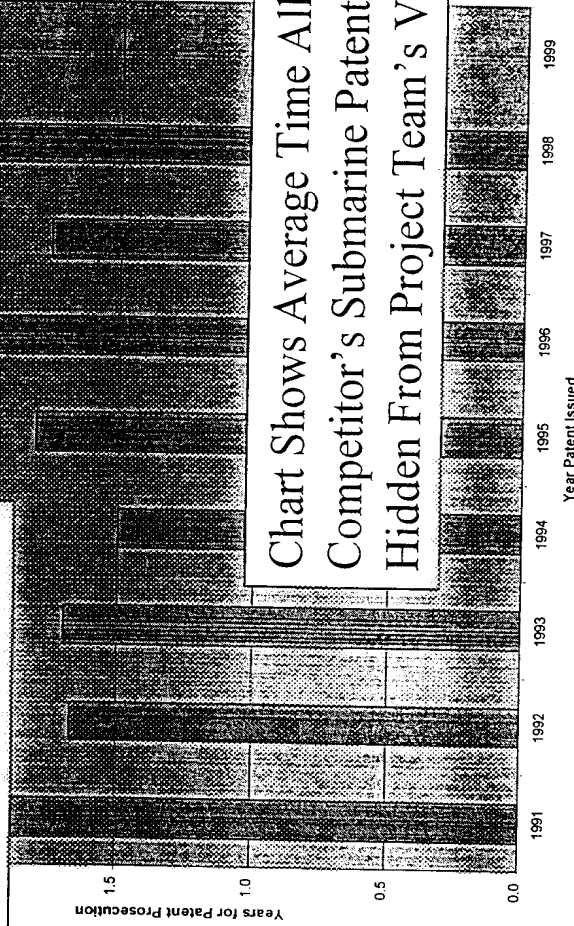 Chart Shows Average Time All
Competitor's Submarine Patent
Hidden From Project Team's V
Years for Patent Prosecution
1.5
1.0
0.5
0.0
1991
1992
1993
1994
1995
1996
1997
1998
1999
Year Patent Issued